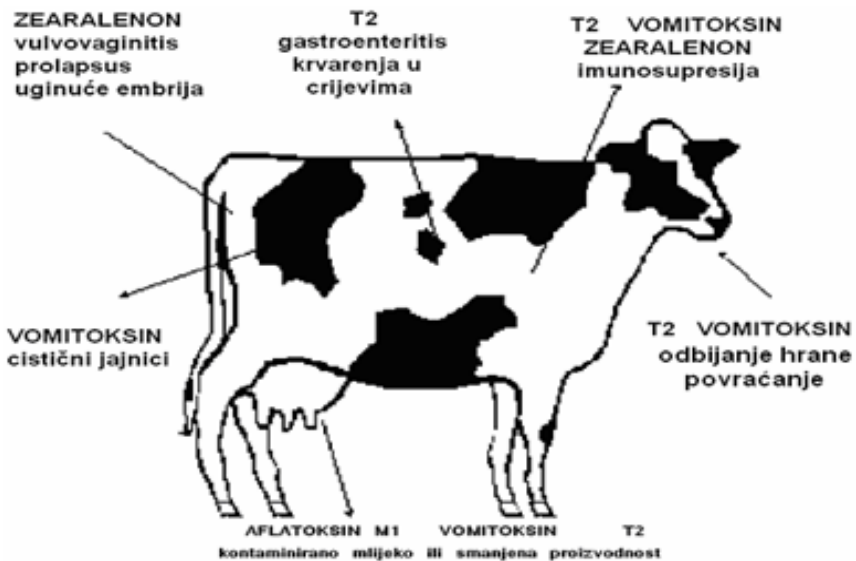 ZEARALENON
vulvovaginitis
prolapsus
uginuće embrija
T2
gastroenteritis
krvarenja u
crijevima
T2 VOMITOKSIN
ZEARALENON
imunosupresija
VOMITOKSIN
cistični jajnici
T2 VOMITOKSIN
odbijanje hrane
povraćanje
AFLATOKSIN M1 VOMITOKSIN T2
kontaminirano mlijeko ili smanjena proizvodnost